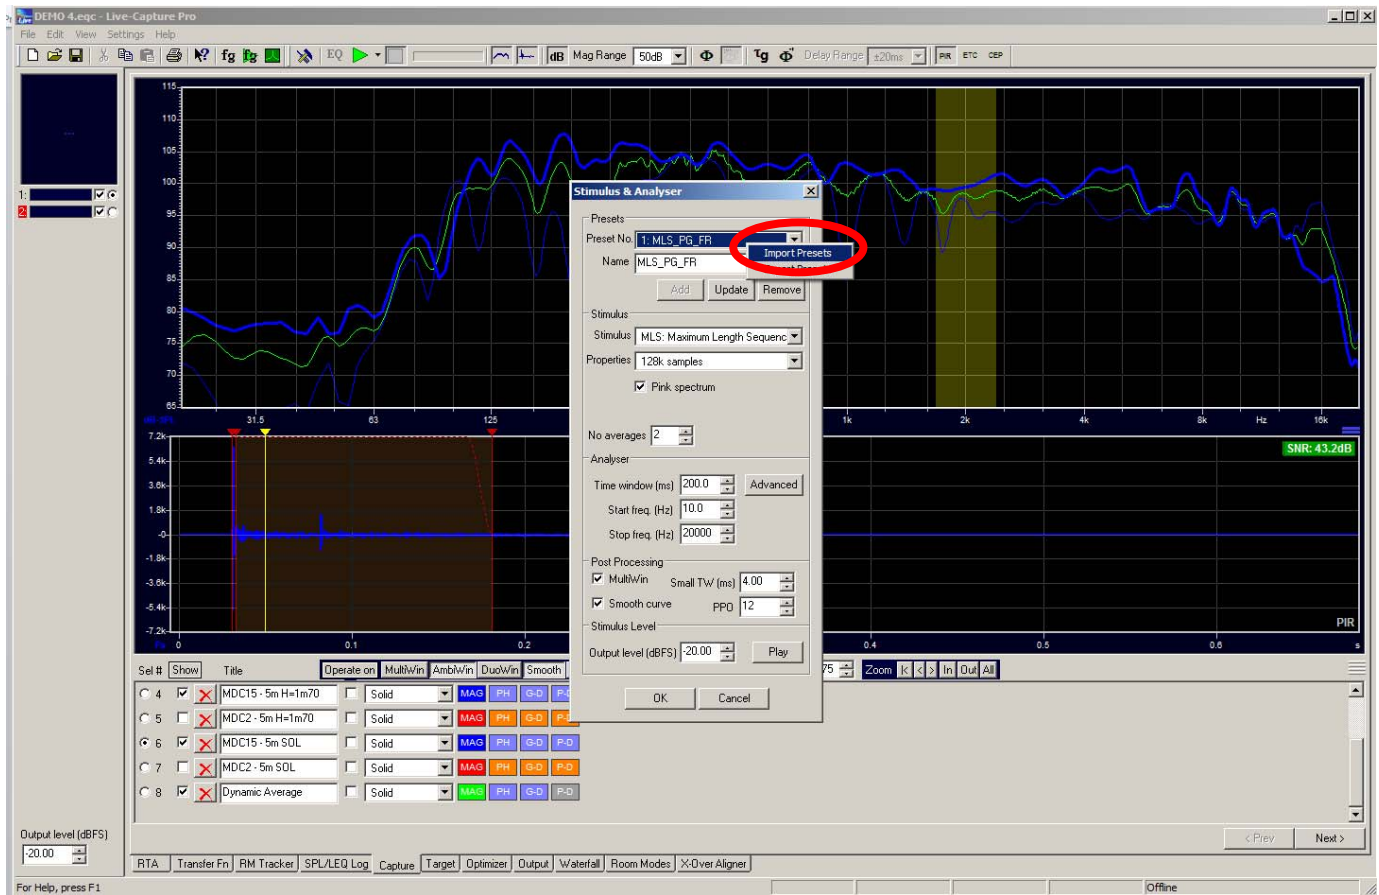 DEMO 4.eqc - Live-Capture Pro
File Edit View Settings Help
fg fg EQ dB Mag Range 50dB Φ τg Φ Delay Range ±20ms PIR ETC CEP
115
110
105
100
95
90
85
80
75
70
65
31.5 63 125 1k 2k 4k 8k Hz 16k
1:
2:
Stimulus & Analyser
Presets
Preset No. 1: MLS_PG_FR
Import Presets
Name MLS_PG_FR
Add Update Remove
Stimulus
Stimulus MLS: Maximum Length Sequenc
Properties 128k samples
Pink spectrum
No averages 2
Analyser
Time window (ms) 200.0 Advanced
Start freq. (Hz) 10.0
Stop freq. (Hz) 20000
Post Processing
MultiWin Small TW (ms) 4.00
Smooth curve PPO 12
Stimulus Level
Output level (dBFS) -20.00 Play
OK Cancel
SNR: 43.2dB
7.2k
5.4k
3.6k
1.8k
-0
-1.8k
-3.6k
-5.4k
-7.2k
PIR
0 0.1 0.2 0.4 0.5 0.6 s
Sel # Show Title Operate on MultiWin AmbiWin DuoWin Smooth 75 Zoom K < > In Out All
4 MDC15 - 5m H=1m70 Solid MAG PH G-D
5 MDC2 - 5m H=1m70 Solid MAG PH G-D
6 MDC15 - 5m SOL Solid MAG PH G-D P-D
7 MDC2 - 5m SOL Solid MAG PH G-D P-D
8 Dynamic Average Solid MAG PH G-D P-D
Output level (dBFS)
-20.00
< Prev Next >
RTA Transfer Fn RM Tracker SPL/LEQ Log Capture Target Optimizer Output Waterfall Room Modes X-Over Aligner
For Help, press F1 Offline